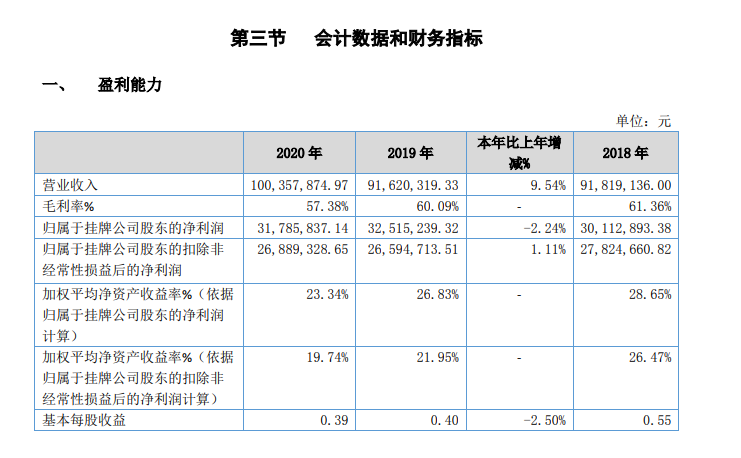 第三节 会计数据和财务指标
一、 盈利能力
单位：元
2020 年 2019 年 本年比上年增减% 2018 年
营业收入 100,357,874.97 91,620,319.33 9.54% 91,819,136.00
毛利率% 57.38% 60.09% - 61.36%
归属于挂牌公司股东的净利润 31,785,837.14 32,515,239.32 -2.24% 30,112,893.38
归属于挂牌公司股东的扣除非 26,889,328.65 26,594,713.51 1.11% 27,824,660.82
经常性损益后的净利润
加权平均净资产收益率%（依据 23.34% 26.83% - 28.65%
归属于挂牌公司股东的净利润
计算）
加权平均净资产收益率%（依据 19.74% 21.95% - 26.47%
归属于挂牌公司股东的扣除非
经常性损益后的净利润计算）
基本每股收益 0.39 0.40 -2.50% 0.55